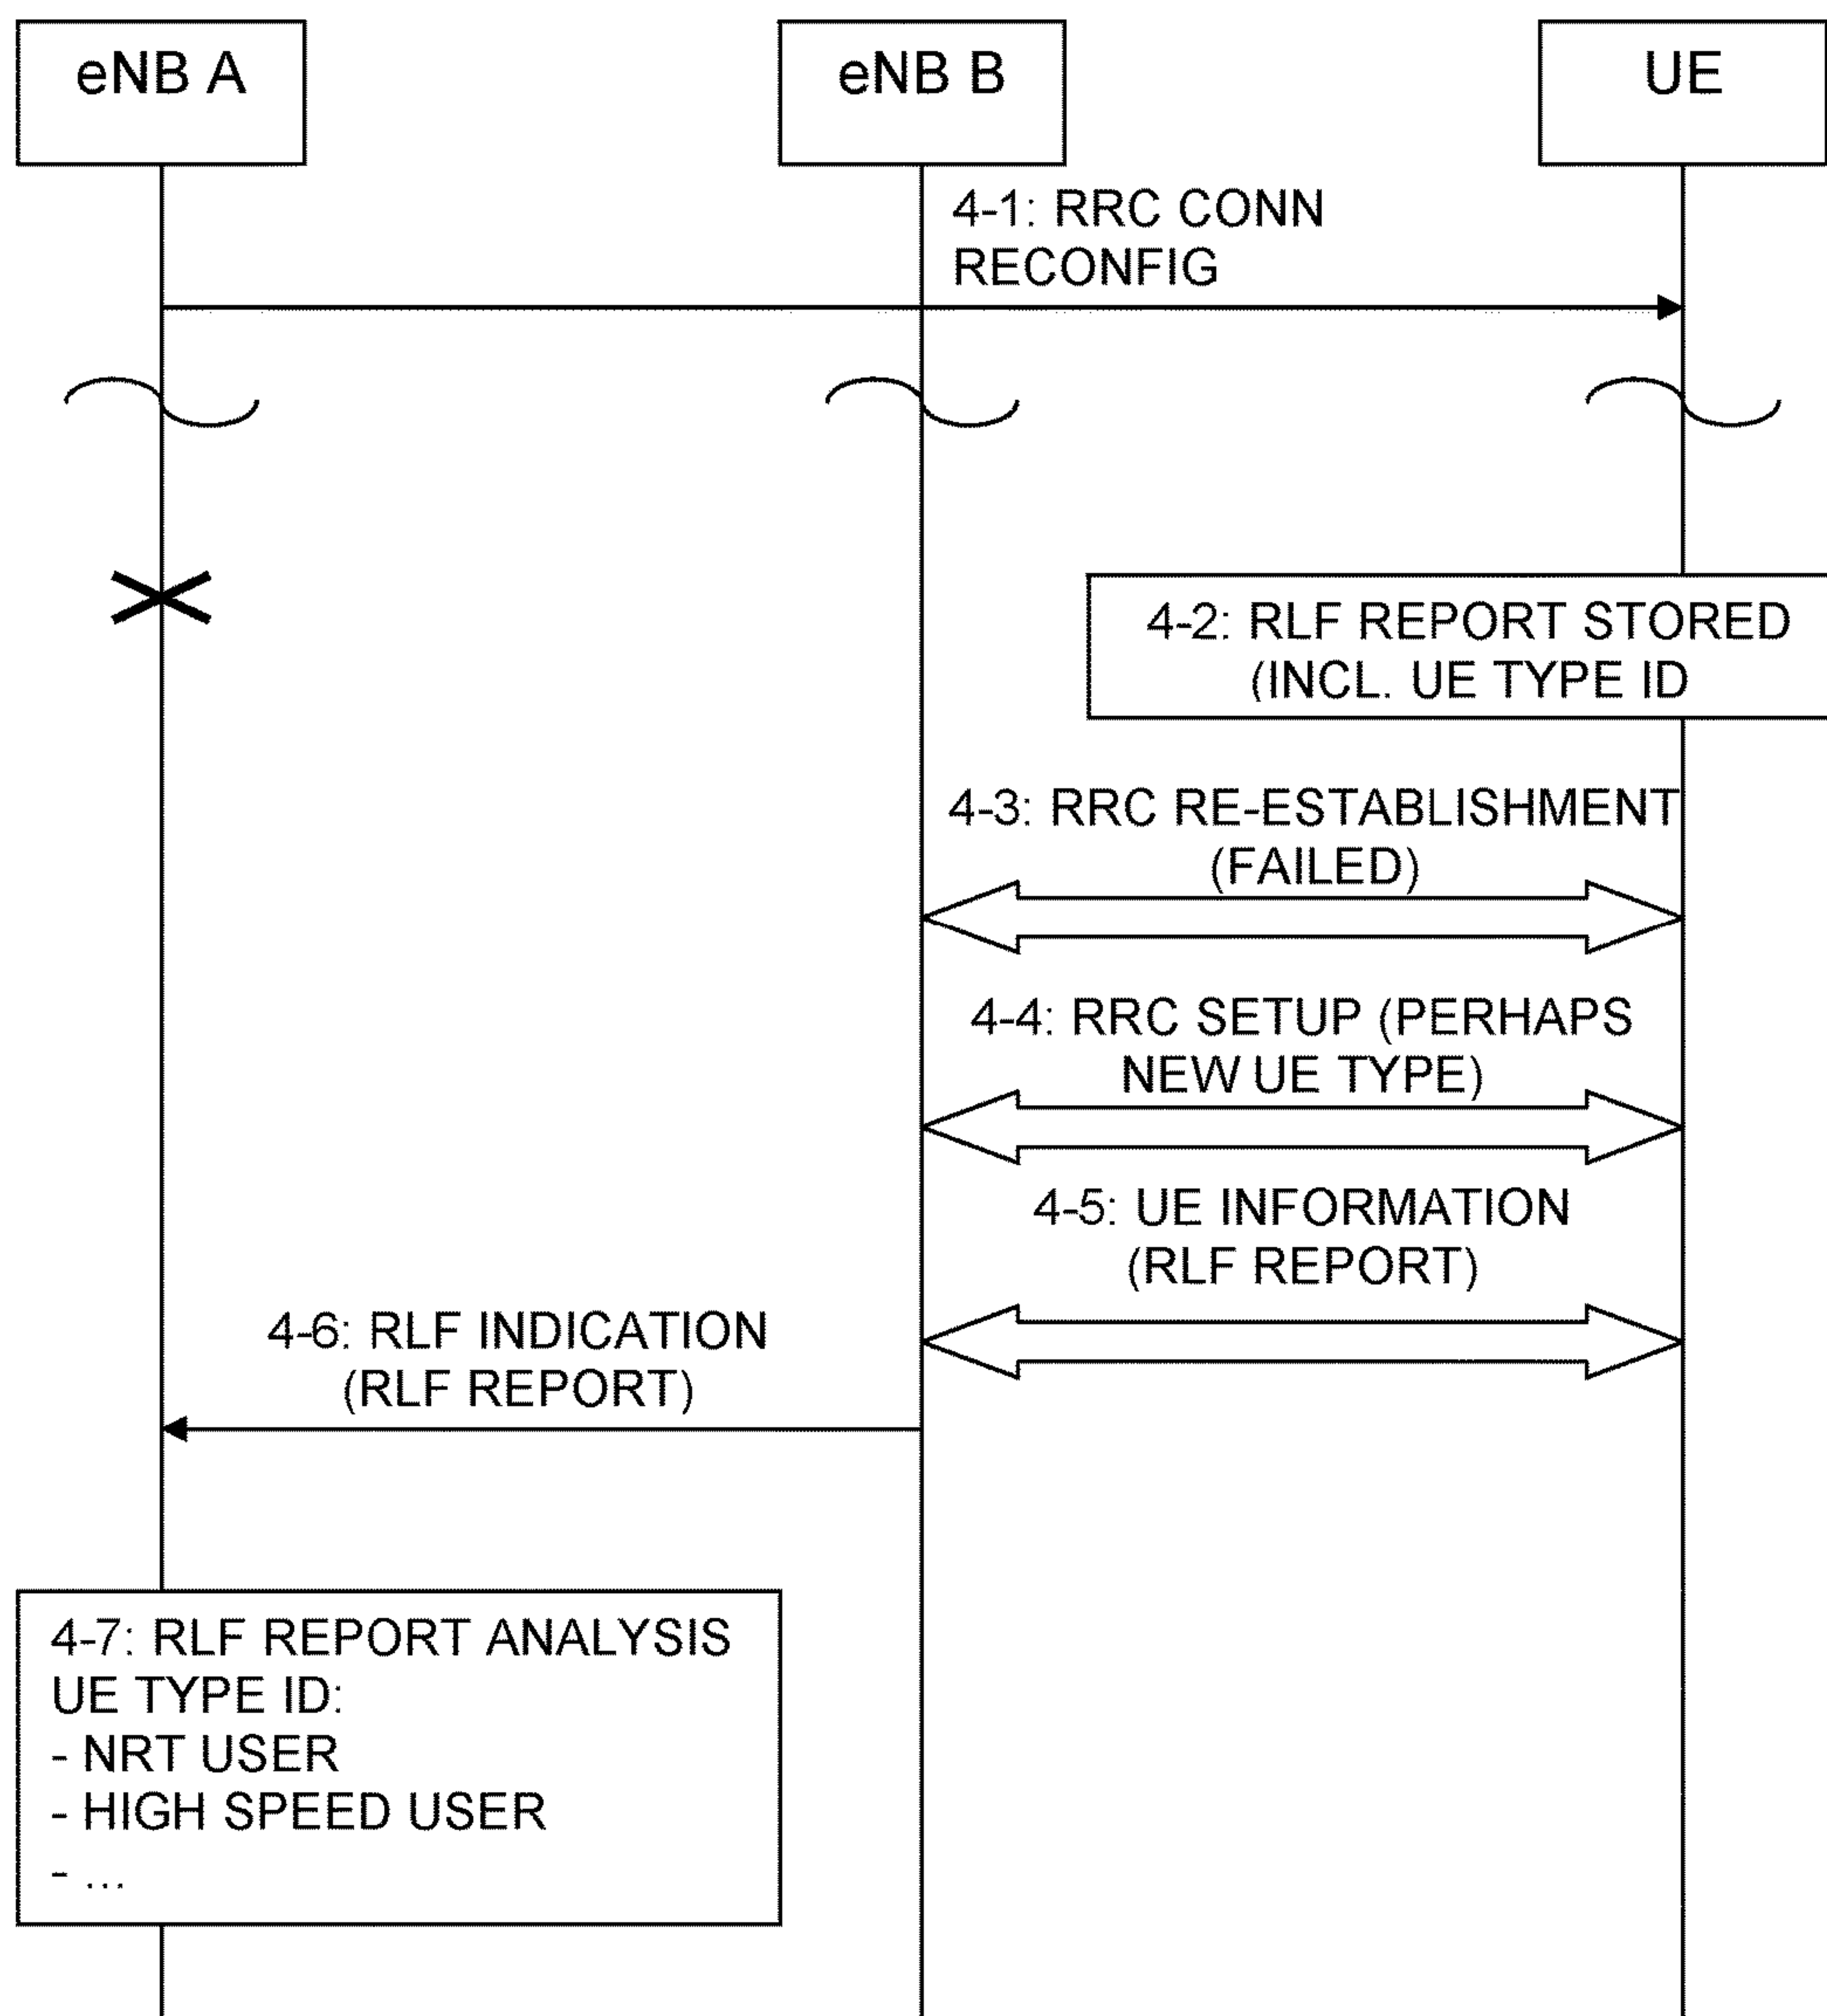 eNB A
eNB B
UE
4-1: RRC CONN
RECONFIG
4-2: RLF REPORT STORED
(INCL. UE TYPE ID
4-3: RRC RE-ESTABLISHMENT
(FAILED)
4-4: RRC SETUP (PERHAPS
NEW UE TYPE)
4-5: UE INFORMATION
(RLF REPORT)
4-6: RLF INDICATION
(RLF REPORT)
4-7: RLF REPORT ANALYSIS
UE TYPE ID:
- NRT USER
- HIGH SPEED USER
- ...